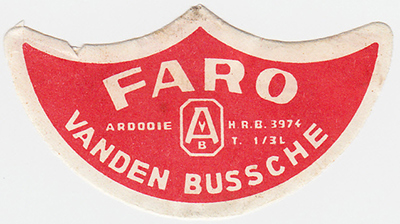 FARO
ARDOOIE
A
V
B
H.R.B. 3974
T. 1/3L
VANDEN BUSSCHE